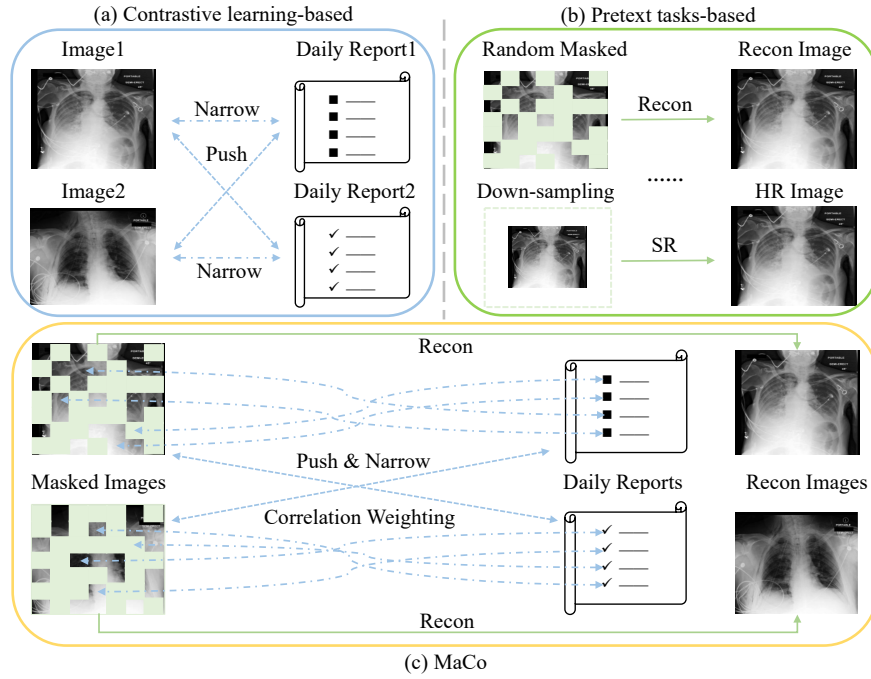 (a) Contrastive learning-based
(b) Pretext tasks-based
Image1
Daily Report1
Random Masked
Recon Image
Narrow
Recon
Push
......
Image2
Daily Report2
Down-sampling
HR Image
Narrow
SR
Recon
Push & Narrow
Masked Images
Daily Reports
Recon Images
Correlation Weighting
Recon
(c) MaCo